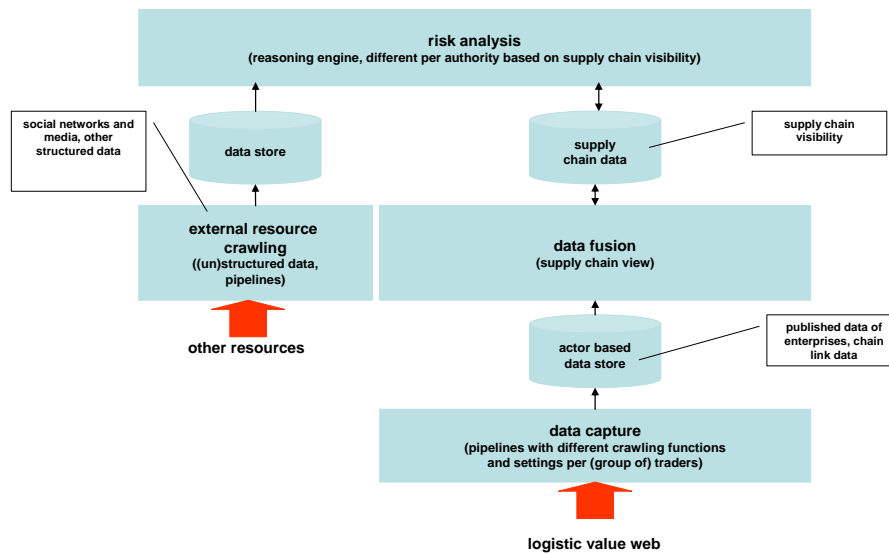 risk analysis
(reasoning engine, different per authority based on supply chain visibility)
social networks and
media, other
structured data
data store
supply
chain data
supply chain
visibility
external resource
crawling
((un)structured data,
pipelines)
data fusion
(supply chain view)
other resources
actor based
data store
published data of
enterprises, chain
link data
data capture
(pipelines with different crawling functions
and settings per (group of) traders)
logistic value web